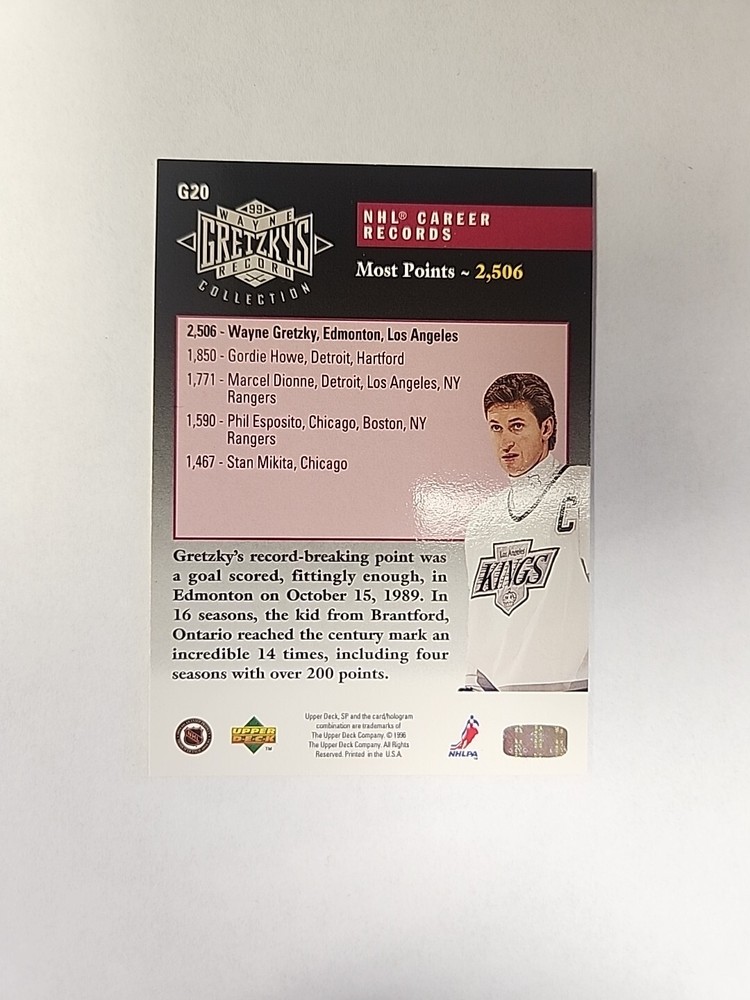 G20
99
WAYNE
GRETZKY'S
RECORD
COLLECTION
NHL® CAREER
RECORDS
Most Points ~ 2,506
2,506 - Wayne Gretzky, Edmonton, Los Angeles
1,850 - Gordie Howe, Detroit, Hartford
1,771 - Marcel Dionne, Detroit, Los Angeles, NY
Rangers
1,590 - Phil Esposito, Chicago, Boston, NY
Rangers
1,467 - Stan Mikita, Chicago
C
Los Angeles
KINGS
Gretzky's record-breaking point was
a goal scored, fittingly enough, in
Edmonton on October 15, 1989. In
16 seasons, the kid from Brantford,
Ontario reached the century mark an
incredible 14 times, including four
seasons with over 200 points.
NHL
UPPER
DECK
TM
Upper Deck, SP and the card/hologram
combination are trademarks of
The Upper Deck Company. © 1996
The Upper Deck Company. All Rights
Reserved. Printed in the U.S.A.
NHLPA